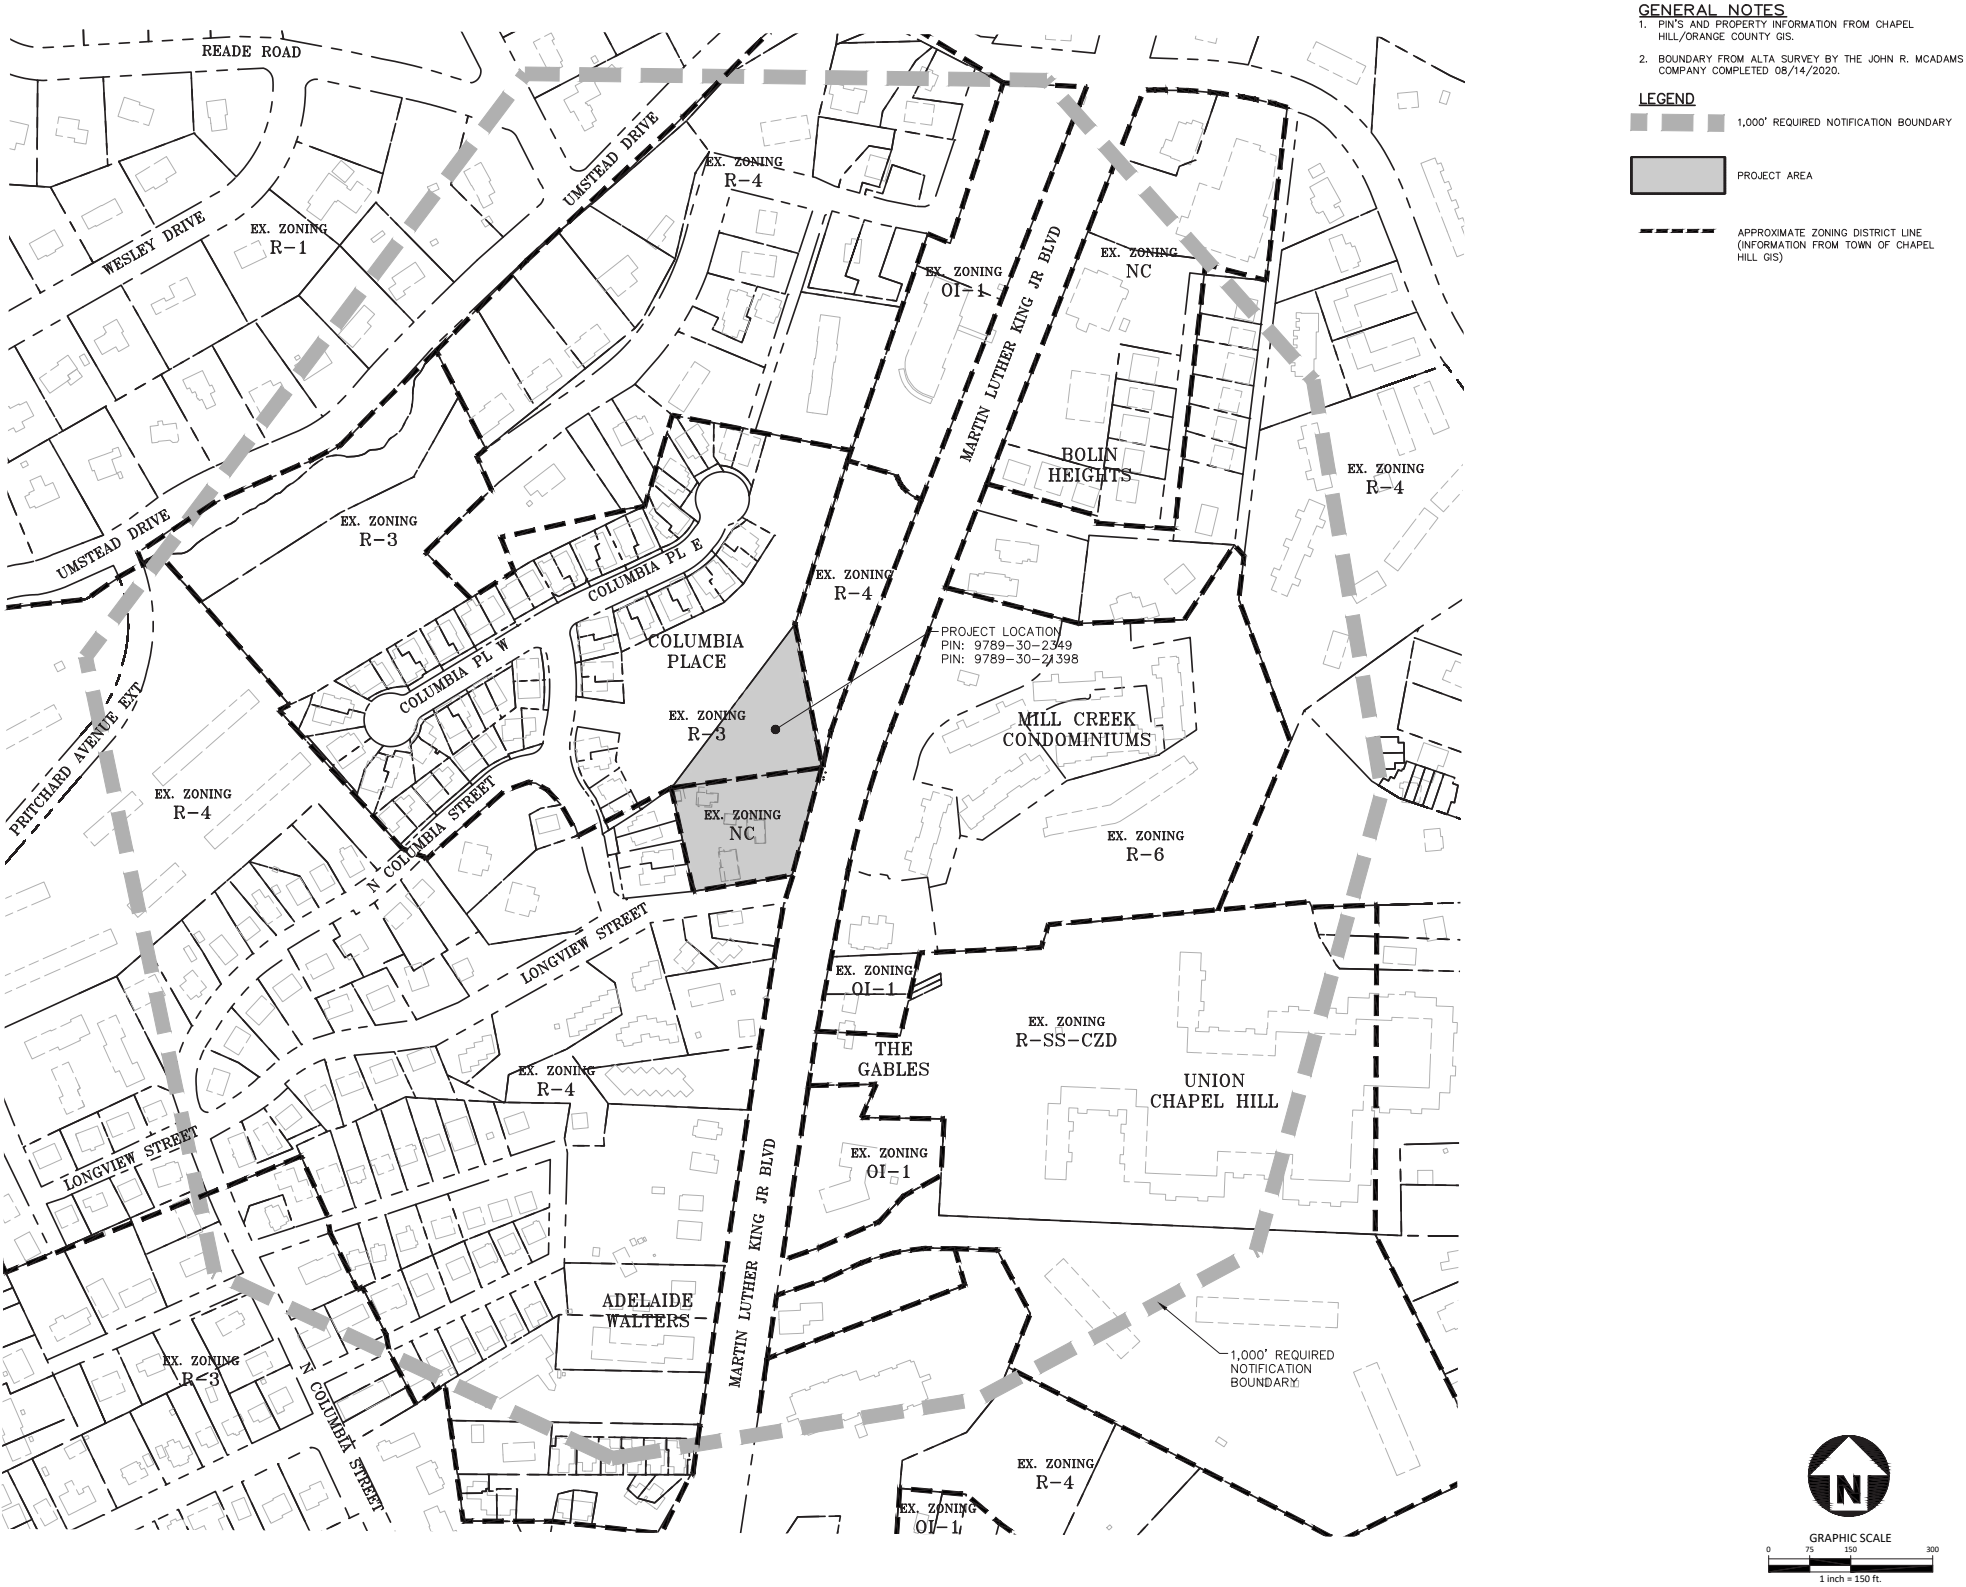 GENERAL NOTES
1. PIN'S AND PROPERTY INFORMATION FROM CHAPEL
HILL/ORANGE COUNTY GIS.
2. BOUNDARY FROM ALTA SURVEY BY THE JOHN R. MCADAMS
COMPANY COMPLETED 08/14/2020.
LEGEND
1,000' REQUIRED NOTIFICATION BOUNDARY
PROJECT AREA
APPROXIMATE ZONING DISTRICT LINE
(INFORMATION FROM TOWN OF CHAPEL
HILL GIS)
READE ROAD
UMSTEAD DRIVE
EX. ZONING
R-4
WESLEY DRIVE
EX. ZONING
R-1
EX. ZONING
OI-1
MARTIN LUTHER KING JR BLVD
EX. ZONING
NC
BOLIN
HEIGHTS
EX. ZONING
R-4
UMSTEAD DRIVE
EX. ZONING
R-3
COLUMBIA PL E
EX. ZONING
R-4
COLUMBIA
PLACE
PROJECT LOCATION
PIN: 9789-30-2349
PIN: 9789-30-21398
COLUMBIA PL W
EX. ZONING
R-3
MILL CREEK
CONDOMINIUMS
PRITCHARD AVENUE EXT
EX. ZONING
R-4
N COLUMBIA STREET
EX. ZONING
NC
EX. ZONING
R-6
LONGVIEW STREET
EX. ZONING
OI-1
EX. ZONING
R-SS-CZD
THE
GABLES
EX. ZONING
R-4
UNION
CHAPEL HILL
LONGVIEW STREET
EX. ZONING
OI-1
MARTIN LUTHER KING JR BLVD
ADELAIDE
WALTERS
EX. ZONING
R-3
N COLUMBIA STREET
1,000' REQUIRED
NOTIFICATION
BOUNDARY
EX. ZONING
R-4
EX. ZONING
OI-1
N
GRAPHIC SCALE
0 75 150 300
1 inch = 150 ft.